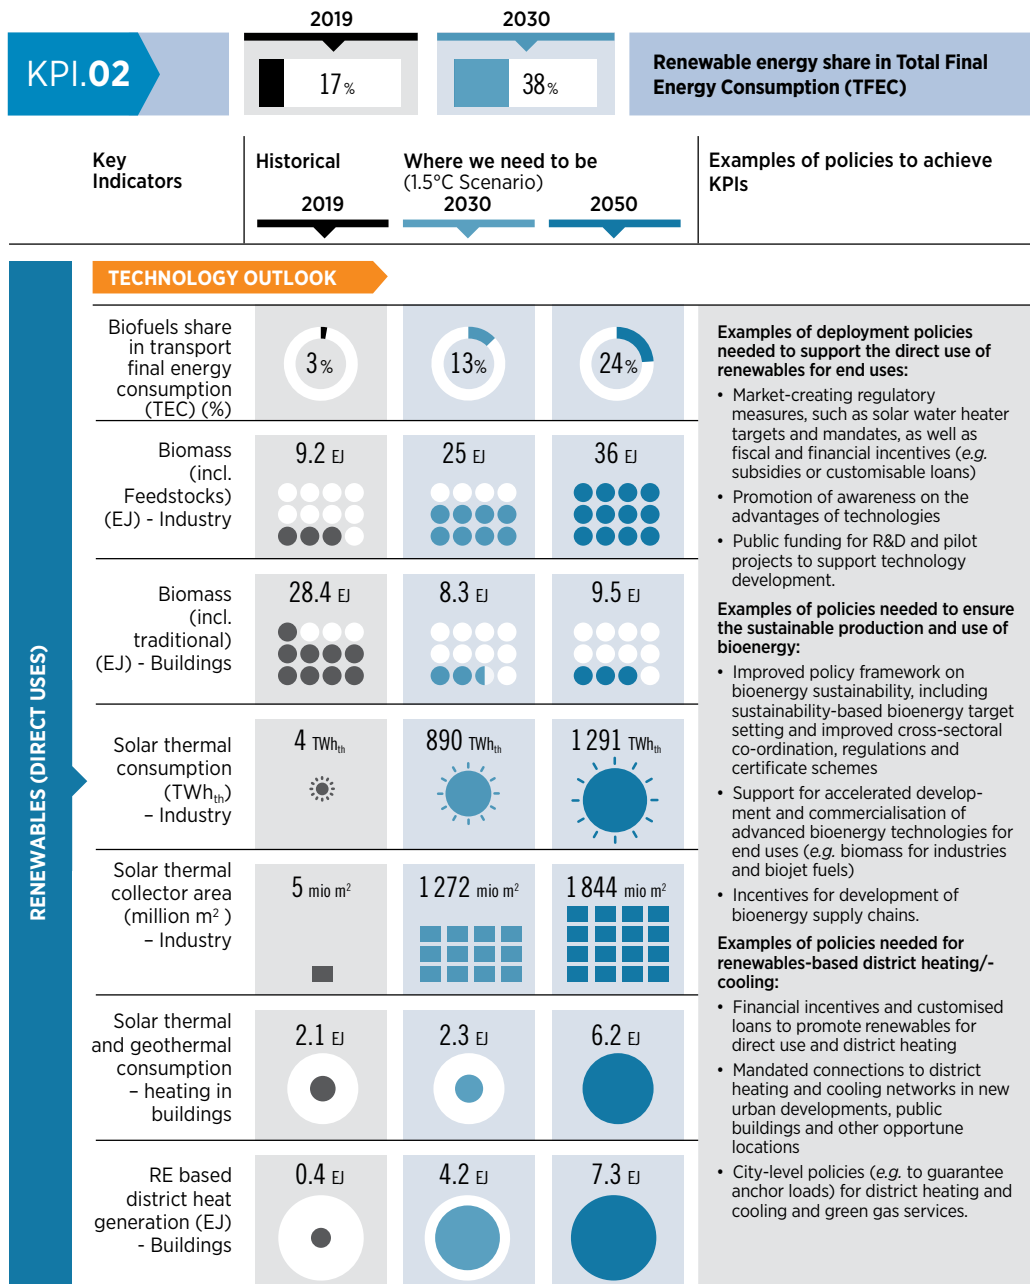 KPI.02
2019
17%
2030
38%
Renewable energy share in Total Final
Energy Consumption (TFEC)
Key
Indicators
Historical
2019
Where we need to be
(1.5°C Scenario)
2030
2050
Examples of policies to achieve
KPIs
RENEWABLES (DIRECT USES)
TECHNOLOGY OUTLOOK
Biofuels share
in transport
final energy
consumption
(TEC) (%)
3%
13%
24%
Biomass
(incl.
Feedstocks)
(EJ) - Industry
9.2 EJ
25 EJ
36 EJ
Biomass
(incl.
traditional)
(EJ) - Buildings
28.4 EJ
8.3 EJ
9.5 EJ
Solar thermal
consumption
(TWhth)
– Industry
4 TWhth
890 TWhth
1 291 TWhth
Solar thermal
collector area
(million m² )
– Industry
5 mio m²
1 272 mio m²
1 844 mio m²
Solar thermal
and geothermal
consumption
– heating in
buildings
2.1 EJ
2.3 EJ
6.2 EJ
RE based
district heat
generation (EJ)
- Buildings
0.4 EJ
4.2 EJ
7.3 EJ
Examples of deployment policies
needed to support the direct use of
renewables for end uses:
• Market-creating regulatory
measures, such as solar water heater
targets and mandates, as well as
fiscal and financial incentives (e.g.
subsidies or customisable loans)
• Promotion of awareness on the
advantages of technologies
• Public funding for R&D and pilot
projects to support technology
development.
Examples of policies needed to ensure
the sustainable production and use of
bioenergy:
• Improved policy framework on
bioenergy sustainability, including
sustainability-based bioenergy target
setting and improved cross-sectoral
co-ordination, regulations and
certificate schemes
• Support for accelerated develop-
ment and commercialisation of
advanced bioenergy technologies for
end uses (e.g. biomass for industries
and biojet fuels)
• Incentives for development of
bioenergy supply chains.
Examples of policies needed for
renewables-based district heating/-
cooling:
• Financial incentives and customised
loans to promote renewables for
direct use and district heating
• Mandated connections to district
heating and cooling networks in new
urban developments, public
buildings and other opportune
locations
• City-level policies (e.g. to guarantee
anchor loads) for district heating and
cooling and green gas services.